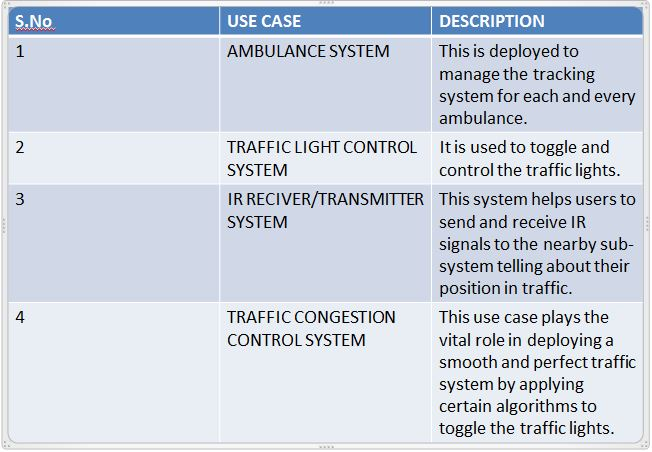 S.No USE CASE DESCRIPTION
1 AMBULANCE SYSTEM This is deployed to
manage the tracking
system for each and every
ambulance.
2 TRAFFIC LIGHT CONTROL It is used to toggle and
SYSTEM control the traffic lights.
3 IR RECIVER/TRANSMITTER This system helps users to
SYSTEM send and receive IR
signals to the nearby sub-
system telling about their
position in traffic.
4 TRAFFIC CONGESTION This use case plays the
CONTROL SYSTEM vital role in deploying a
smooth and perfect traffic
system by applying
certain algorithms to
toggle the traffic lights.